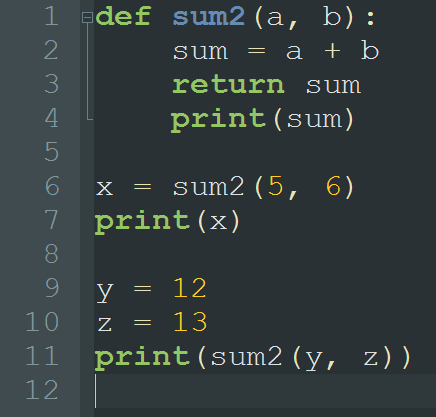 1 def sum2(a, b):
2     sum = a + b
3     return sum
4     print(sum)
5
6 x = sum2(5, 6)
7 print(x)
8
9 y = 12
10 z = 13
11 print(sum2(y, z))
12